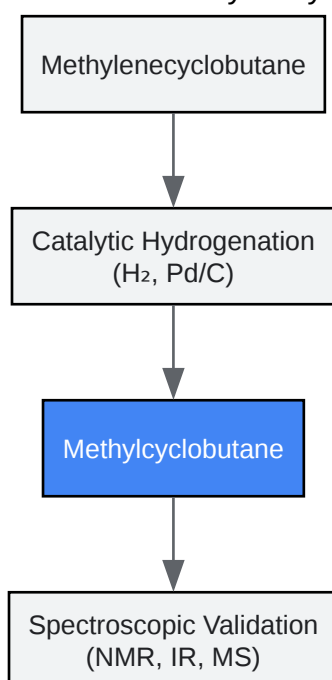 Methylenecyclobutane
Catalytic Hydrogenation
(H₂, Pd/C)
Methylcyclobutane
Spectroscopic Validation
(NMR, IR, MS)